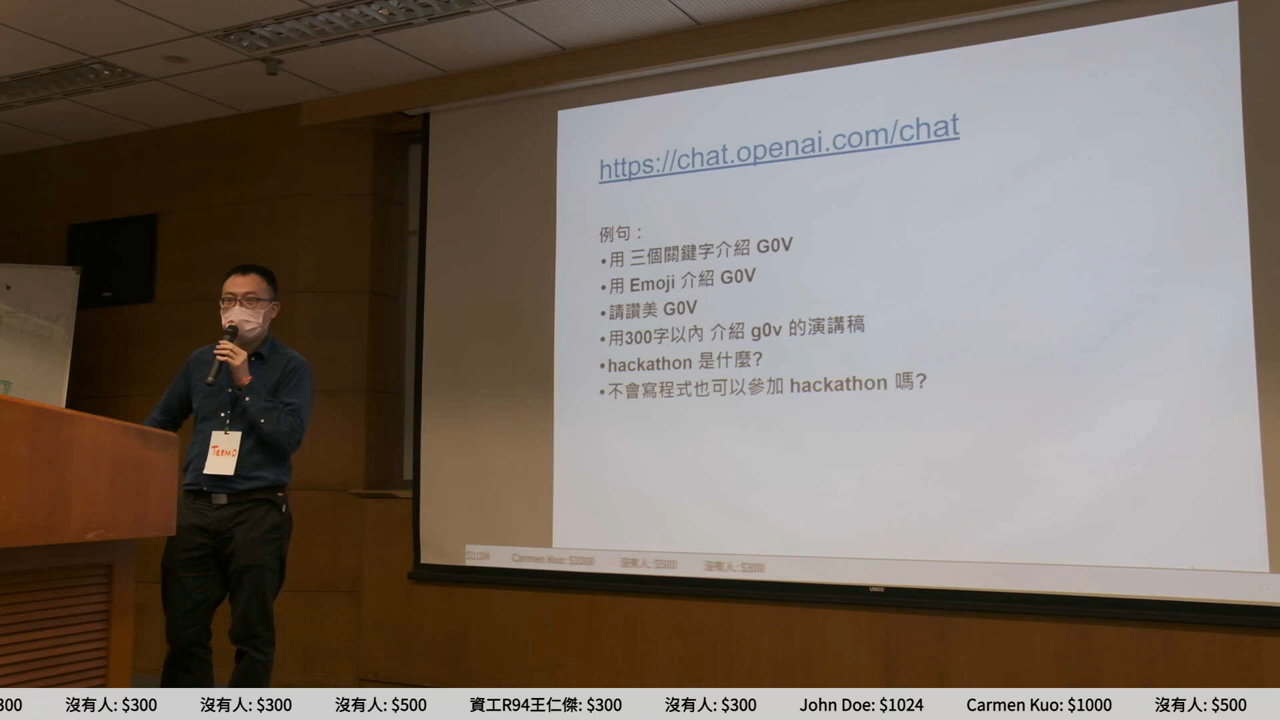 https://chat.openai.com/chat
例句：
•用 三個關鍵字介紹 G0V
•用 Emoji 介紹 G0V
•請讚美 G0V
•用300字以內 介紹 g0v 的演講稿
•hackathon 是什麼?
•不會寫程式也可以參加 hackathon 嗎?
TEEMO
Carmen Kuo: $1000 沒有人: $500 沒有人: $300
300 沒有人: $300 沒有人: $300 沒有人: $500 資工R94王仁傑: $300 沒有人: $300 John Doe: $1024 Carmen Kuo: $1000 沒有人: $500